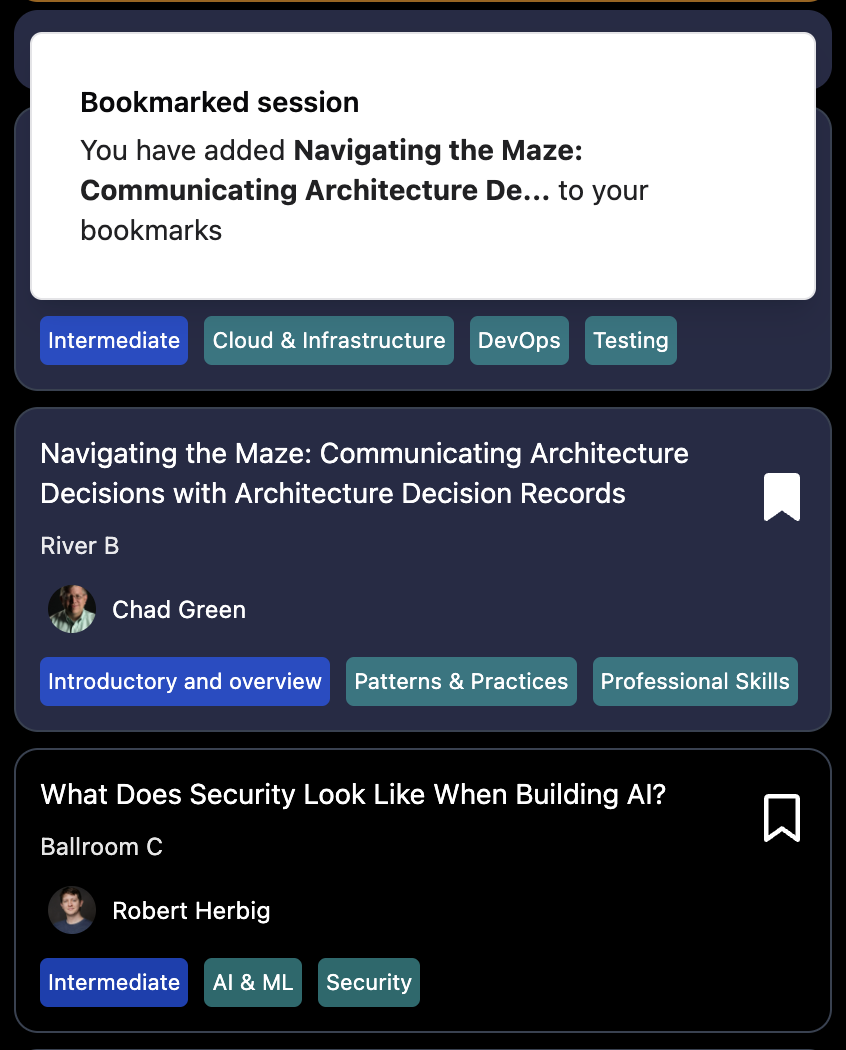 Bookmarked session
You have added Navigating the Maze:
Communicating Architecture De... to your
bookmarks
Intermediate Cloud & Infrastructure DevOps Testing
Navigating the Maze: Communicating Architecture
Decisions with Architecture Decision Records
River B
Chad Green
Introductory and overview Patterns & Practices Professional Skills
What Does Security Look Like When Building AI?
Ballroom C
Robert Herbig
Intermediate AI & ML Security